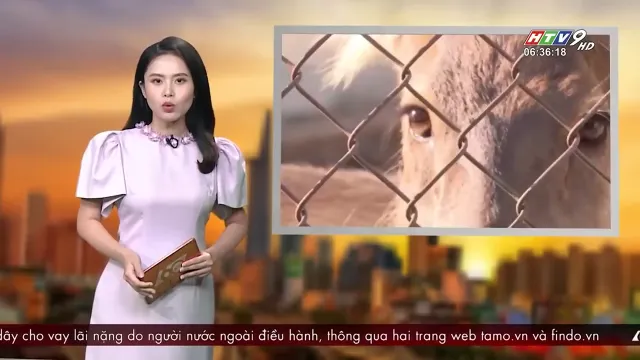 HTV9 HD
06:36:18
dây cho vay lãi nặng do người nước ngoài điều hành, thông qua hai trang web tamo.vn và findo.vn